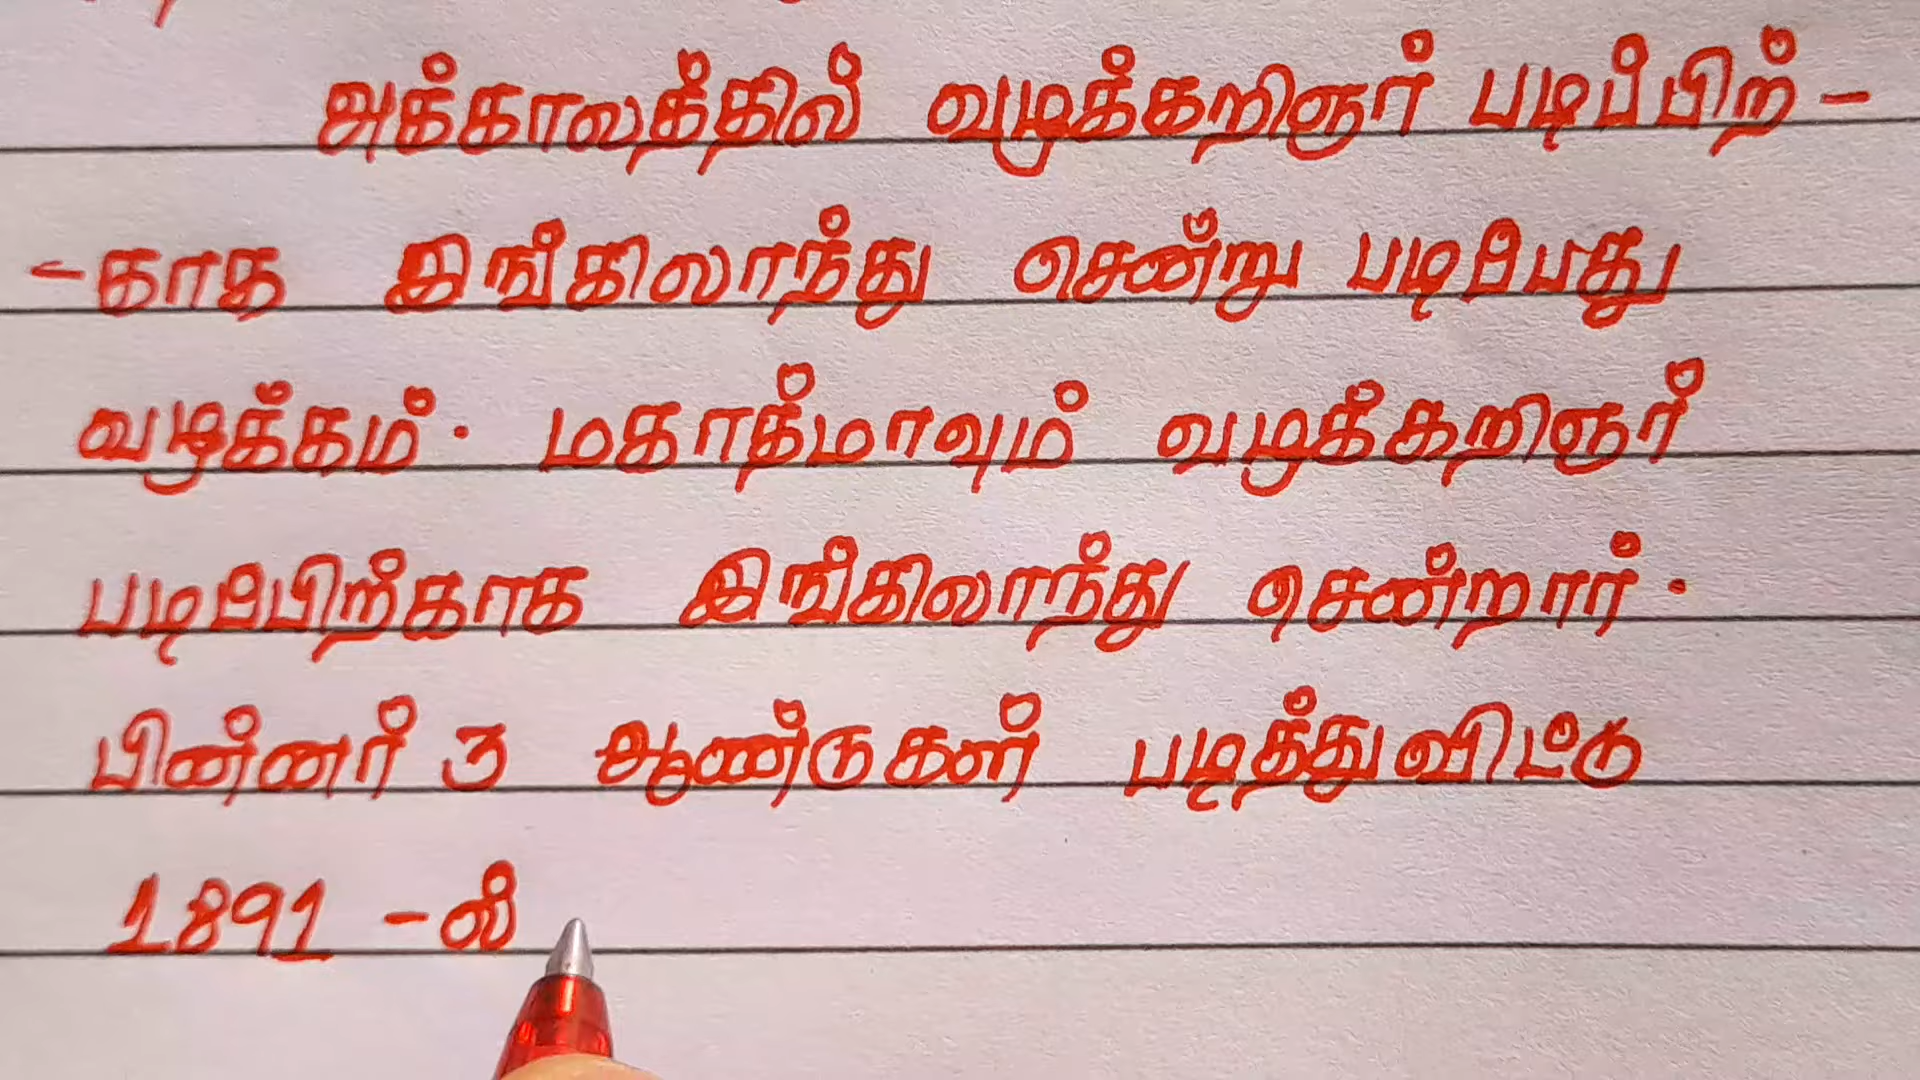 அக்காலத்தில் வழக்கறிஞர் படிப்பிற் -
- காக இங்கிலாந்து சென்று படிப்பது
வழக்கம். மகாத்மாவும் வழக்கறிஞர்
படிப்பிற்காக இங்கிலாந்து சென்றார்.
பின்னர் 3 ஆண்டுகள் படித்துவிட்டு
1891 -ல்